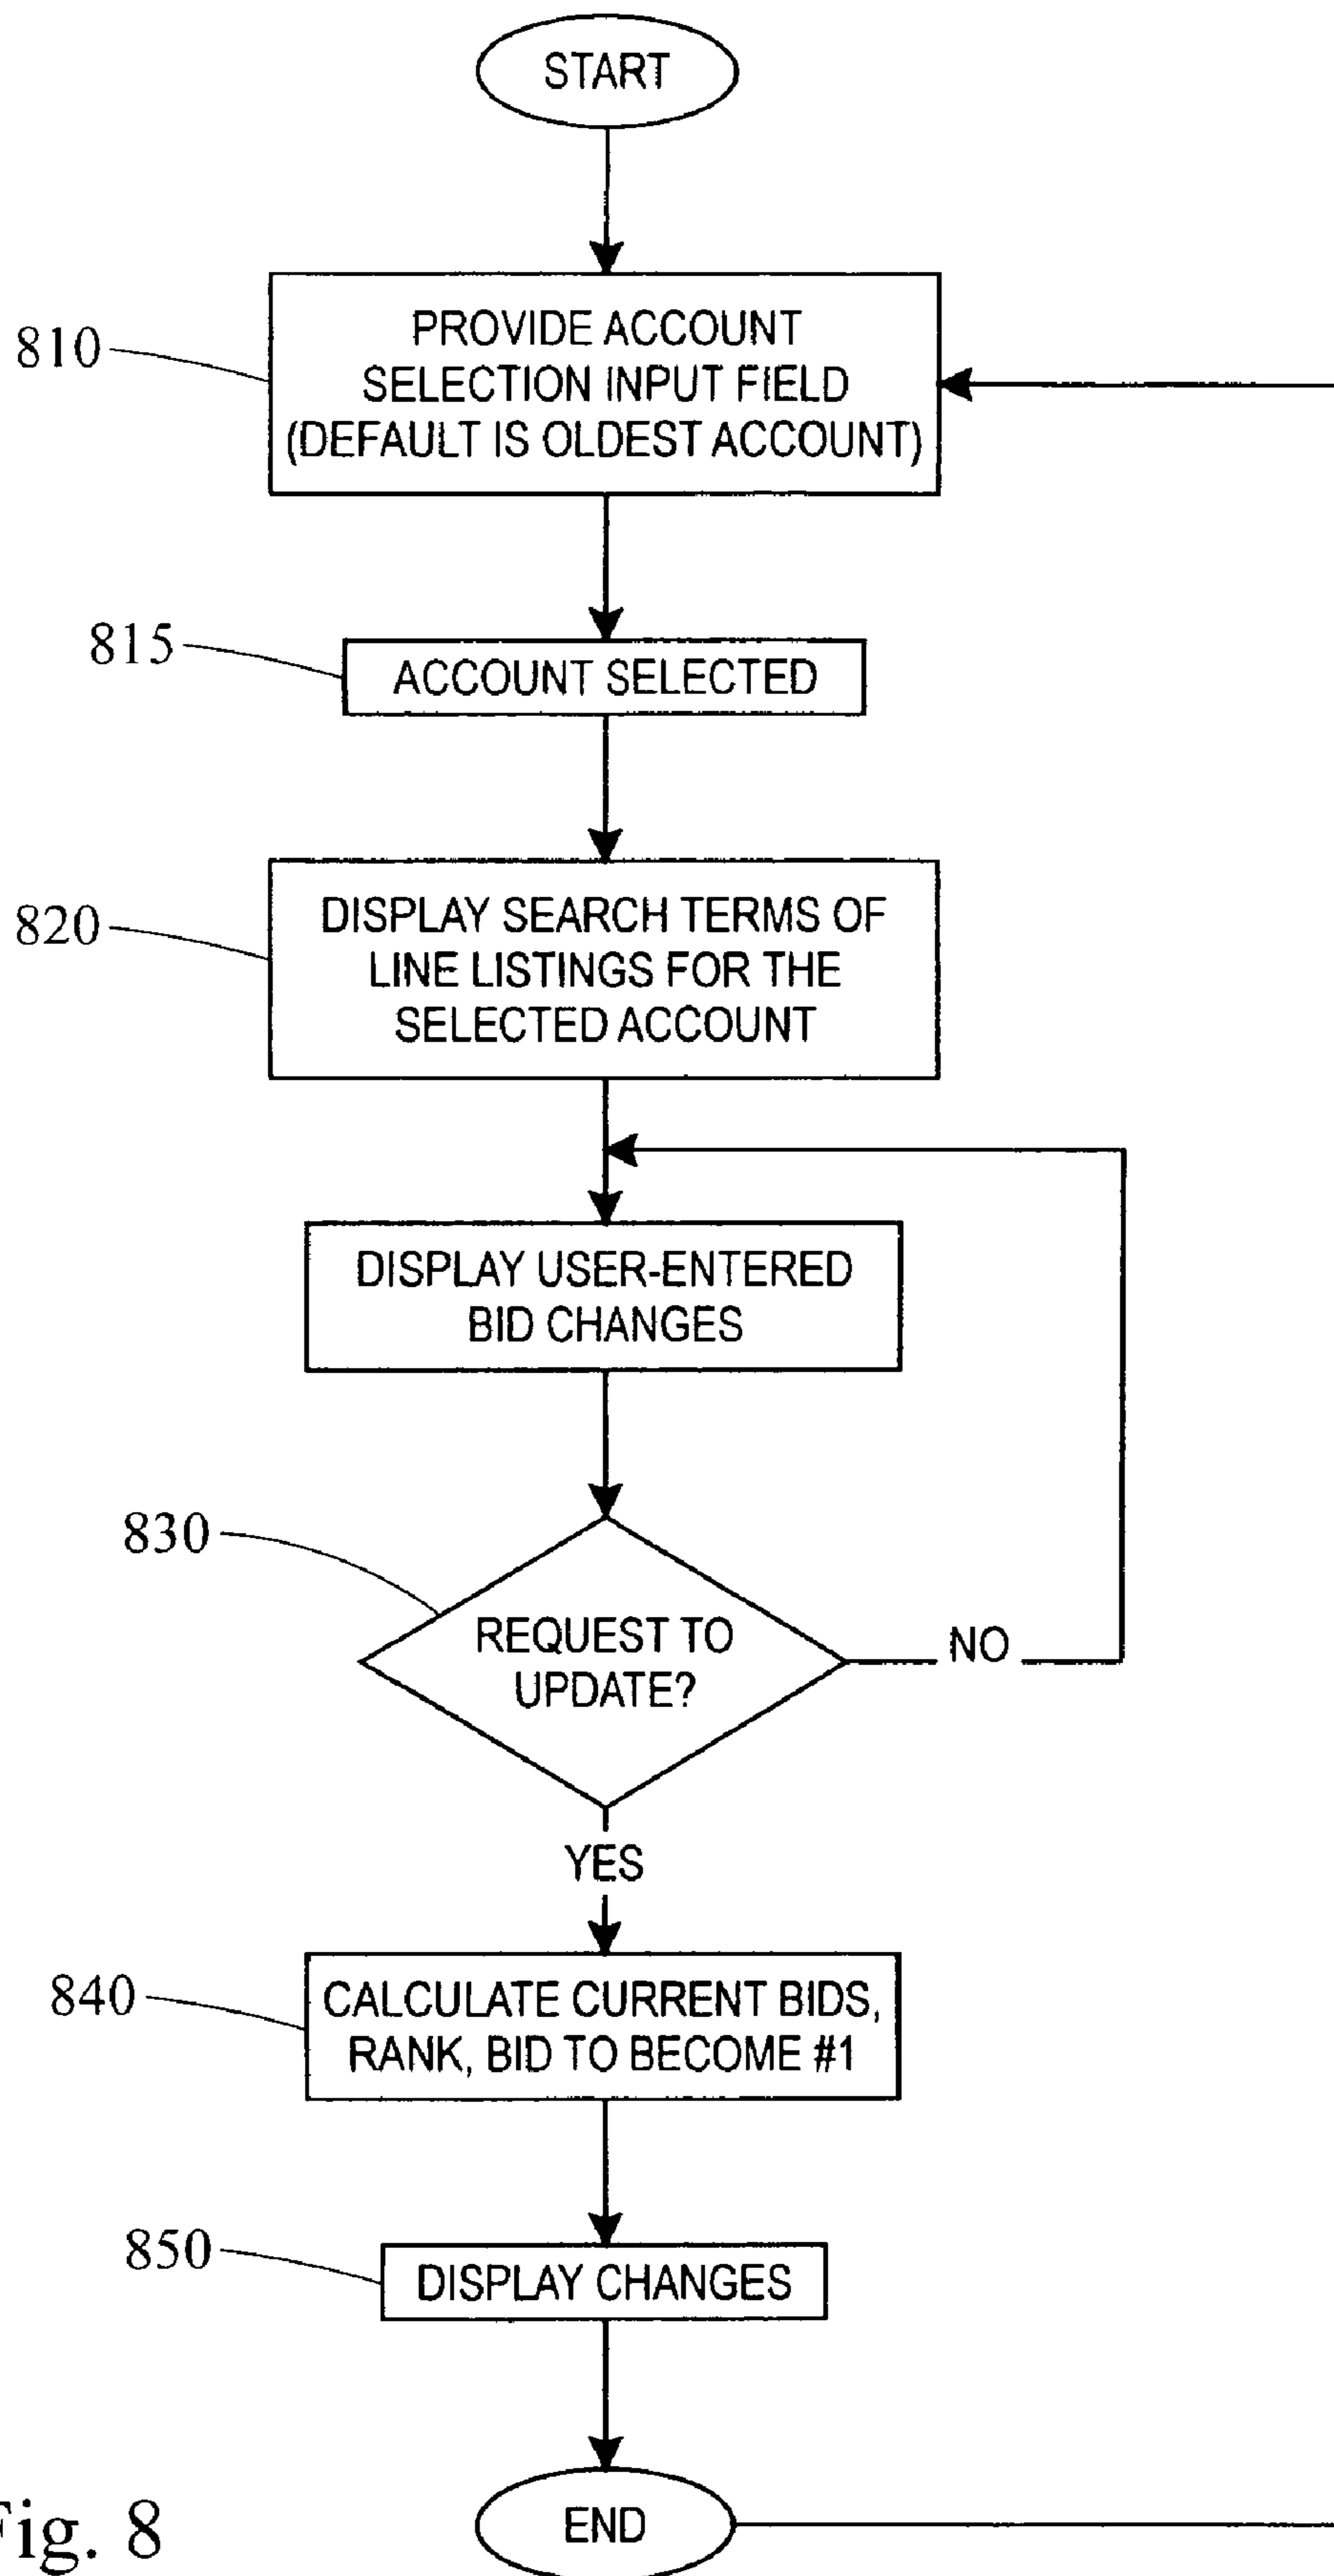 START
810
PROVIDE ACCOUNT
SELECTION INPUT FIELD
(DEFAULT IS OLDEST ACCOUNT)
815
ACCOUNT SELECTED
820
DISPLAY SEARCH TERMS OF
LINE LISTINGS FOR THE
SELECTED ACCOUNT
DISPLAY USER-ENTERED
BID CHANGES
830
REQUEST TO
UPDATE?
NO
YES
840
CALCULATE CURRENT BIDS,
RANK, BID TO BECOME #1
850
DISPLAY CHANGES
END
Fig. 8